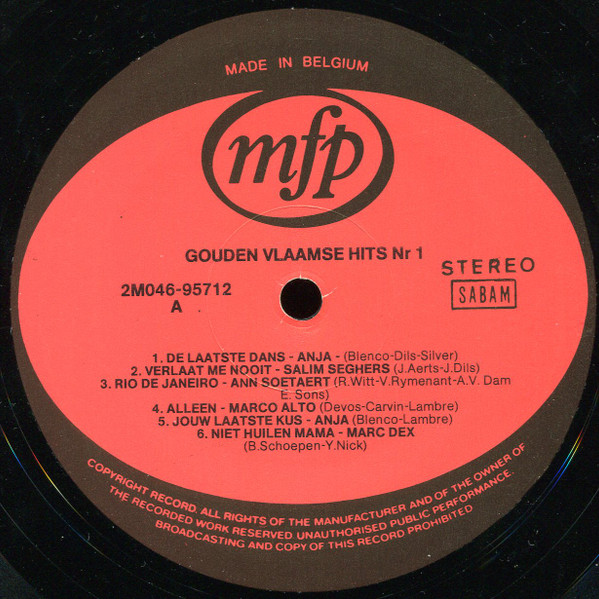 MADE IN BELGIUM
mfp
GOUDEN VLAAMSE HITS Nr 1
STEREO
2M046-95712
SABAM
A
1. DE LAATSTE DANS - ANJA - (Blenco-Dils-Silver)
2. VERLAAT ME NOOIT - SALIM SEGHERS (J.Aerts-J.Dils)
3. RIO DE JANEIRO - ANN SOETAERT (R.Witt-V.Rymenant-A.V. Dam
E. Sons)
4. ALLEEN - MARCO ALTO (Devos-Carvin-Lambre)
5. JOUW LAATSTE KUS - ANJA (Blenco-Lambre)
6. NIET HUILEN MAMA - MARC DEX
(B.Schoepen-Y.Nick)
COPYRIGHT RECORD. ALL RIGHTS OF THE MANUFACTURER AND OF THE OWNER OF
THE RECORDED WORK RESERVED UNAUTHORISED PUBLIC PERFORMANCE.
BROADCASTING AND COPY OF THIS RECORD PROHIBITED